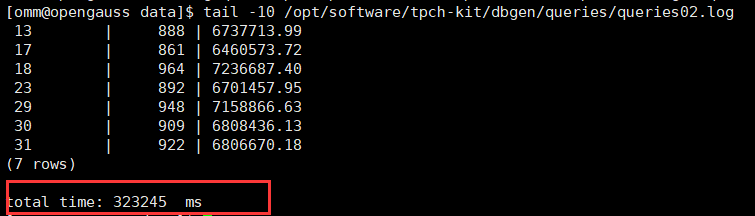 [omm@opengauss data]$ tail -10 /opt/software/tpch-kit/dbgen/queries/queries02.log
13 | 888 | 6737713.99
17 | 861 | 6460573.72
18 | 964 | 7236687.40
23 | 892 | 6701457.95
29 | 948 | 7158866.63
30 | 909 | 6808436.13
31 | 922 | 6806670.18
(7 rows)
total time: 323245  ms